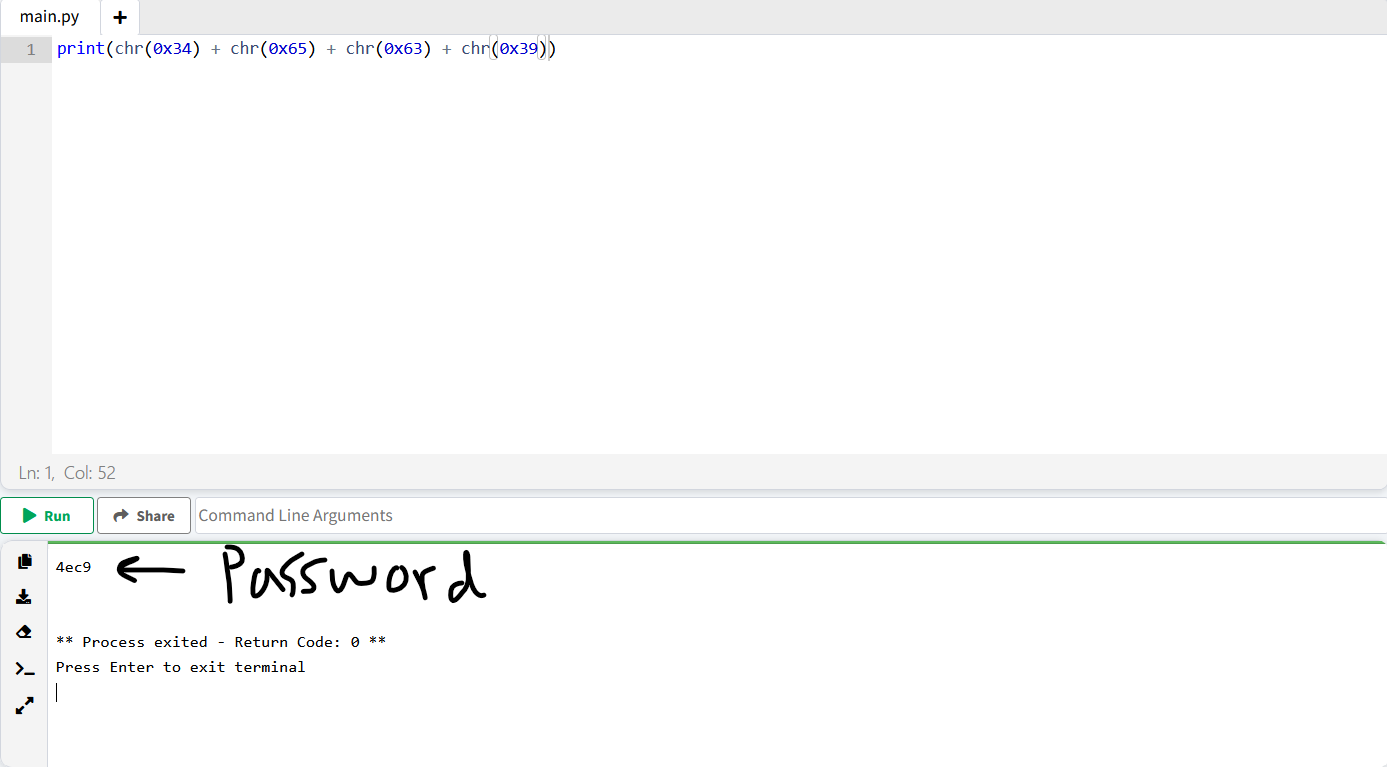 main.py +
1 print(chr(0x34) + chr(0x65) + chr(0x63) + chr(0x39))
Ln: 1, Col: 52
Run Share Command Line Arguments
4ec9 ← Password
** Process exited - Return Code: 0 **
Press Enter to exit terminal